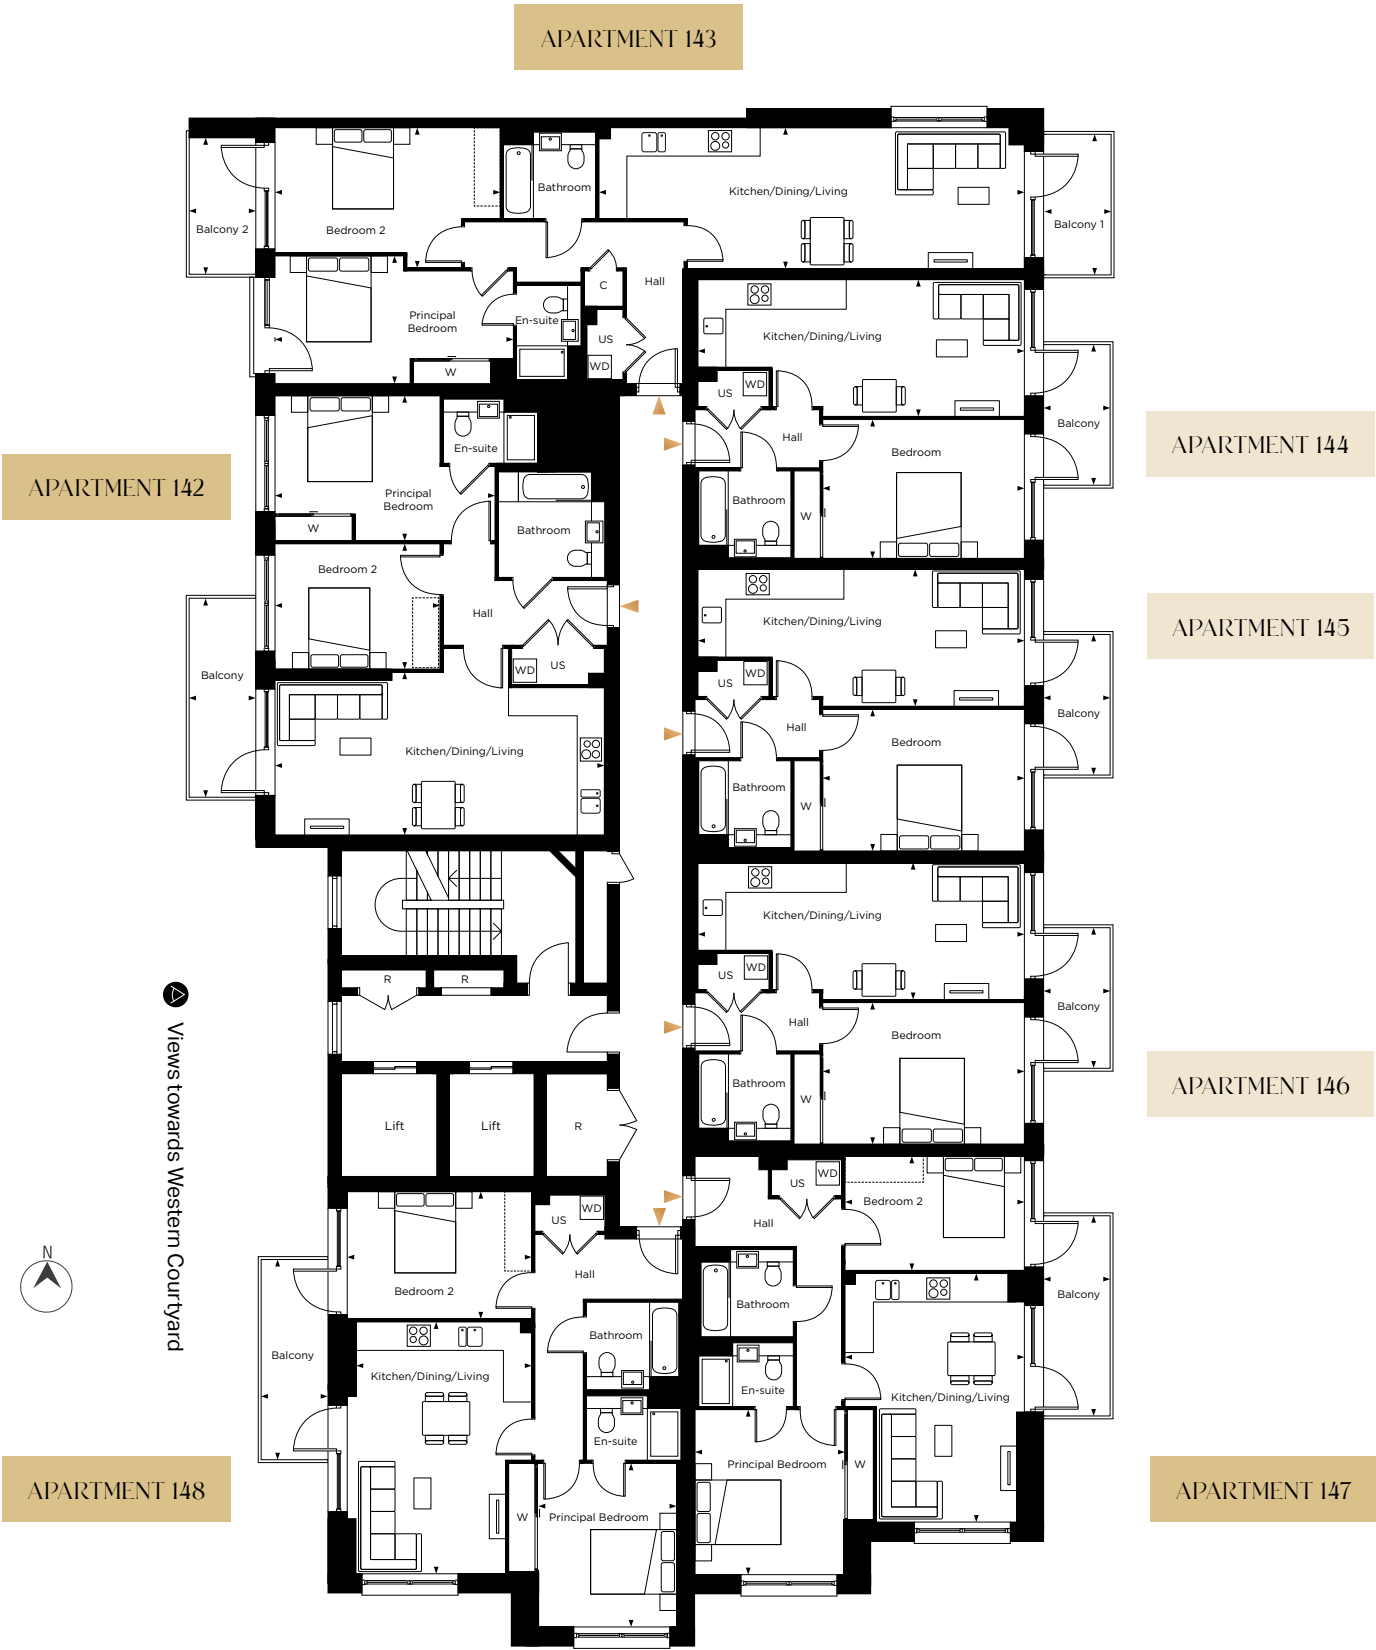 APARTMENT 143
Balcony 2
Bedroom 2
Bathroom
Kitchen/Dining/Living
Balcony 1
Hall
C
Principal
Bedroom
En-suite
US
WD
W
Kitchen/Dining/Living
US
WD
Hall
Balcony
Bedroom
Bathroom
W
APARTMENT 144
APARTMENT 142
En-suite
Principal
Bedroom
W
Bathroom
Bedroom 2
Hall
WD
US
Balcony
Kitchen/Dining/Living
Kitchen/Dining/Living
US
WD
Hall
Balcony
Bedroom
Bathroom
W
APARTMENT 145
Kitchen/Dining/Living
US
WD
Hall
Balcony
Bedroom
Bathroom
W
APARTMENT 146
R
R
Lift
Lift
R
Views towards Western Courtyard
N
US
WD
Bedroom 2
Hall
Balcony
Bathroom
Kitchen/Dining/Living
En-suite
W
Principal Bedroom
APARTMENT 148
US
WD
Bedroom 2
Hall
Balcony
Bathroom
En-suite
Kitchen/Dining/Living
Principal Bedroom
W
APARTMENT 147